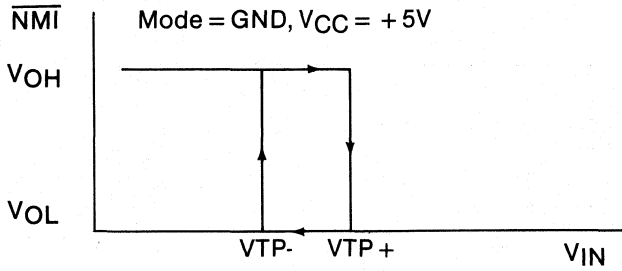 NMI
Mode = GND, VCC = +5V
VOH
VOL
VTP-
VTP+
VIN